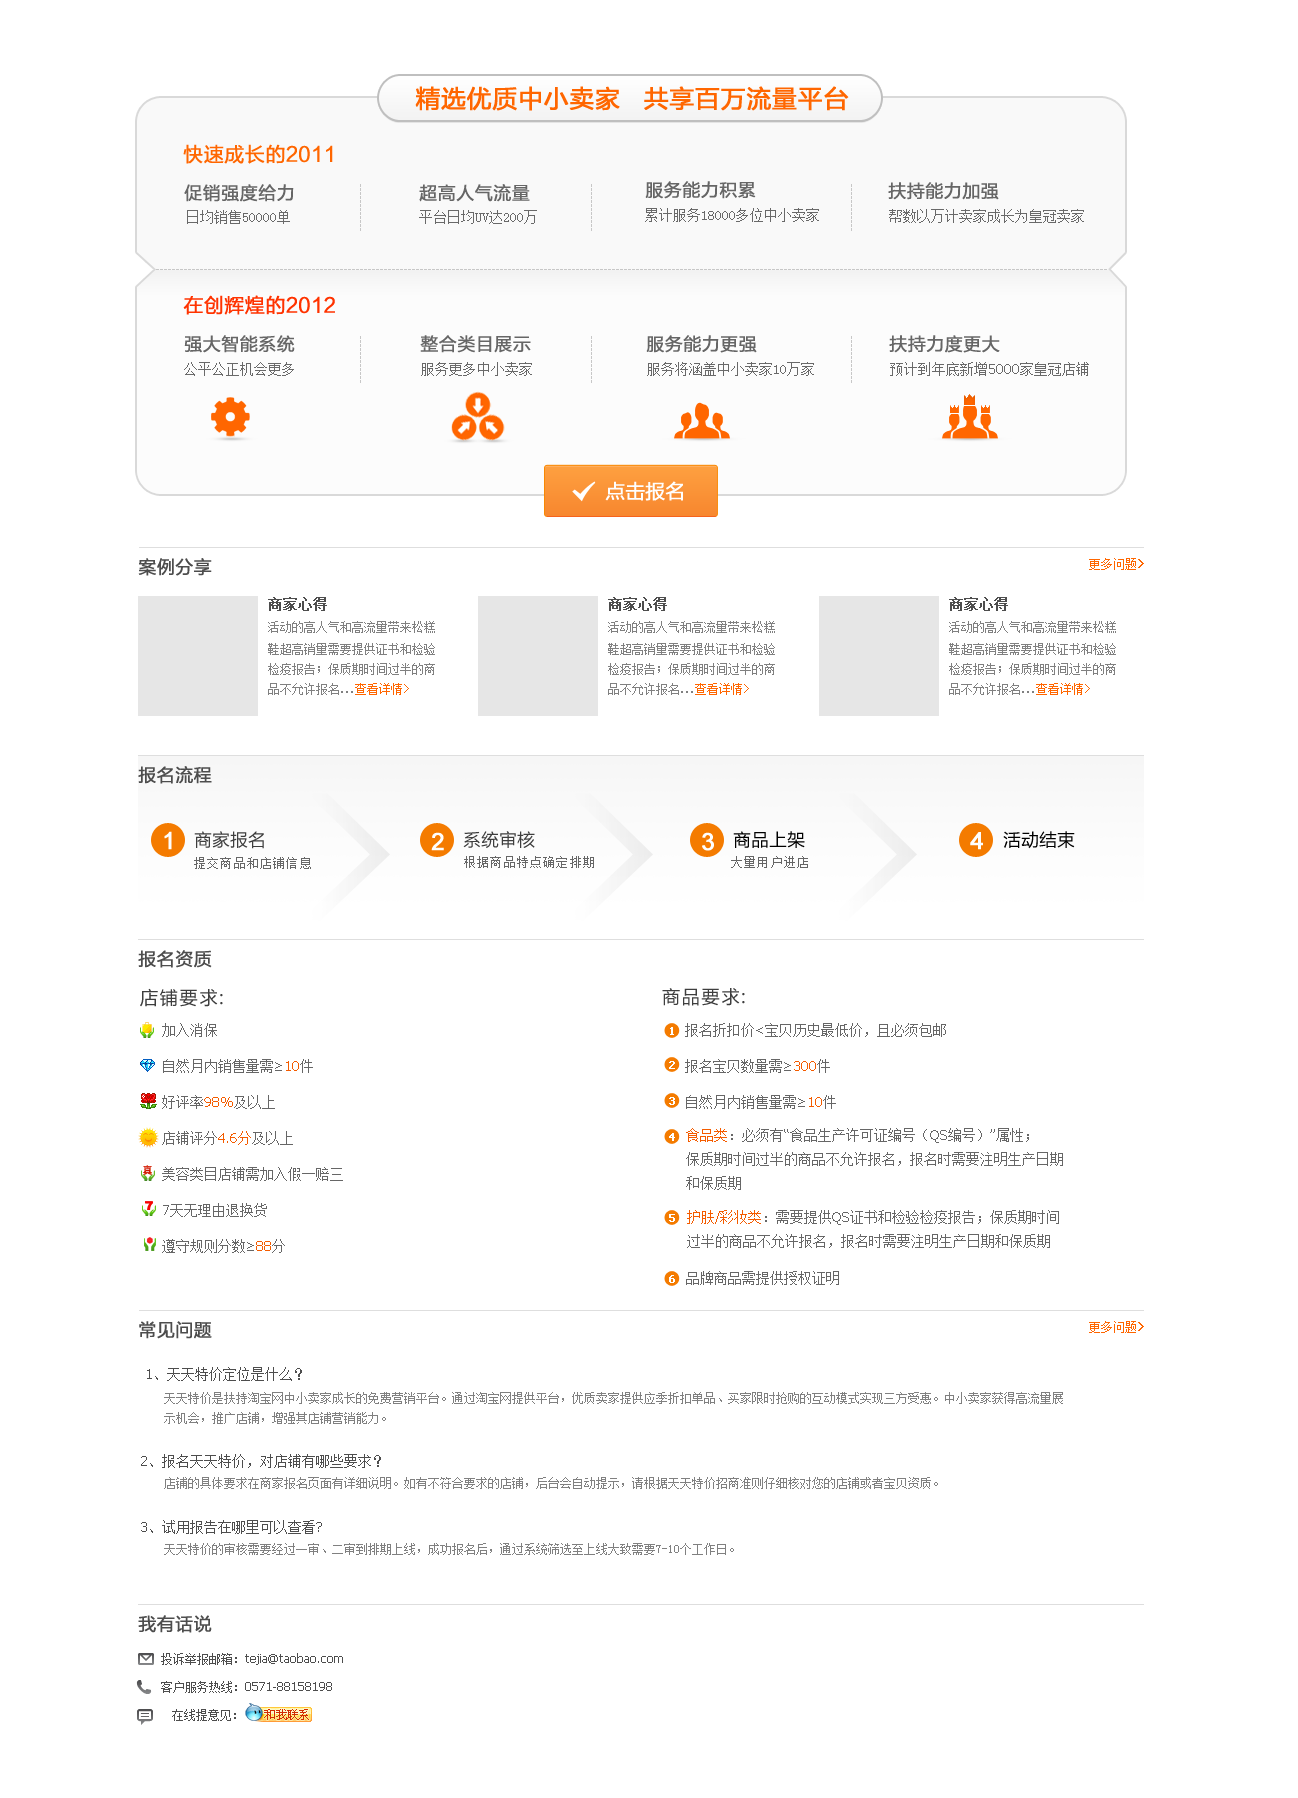 精选优质中小卖家 共享百万流量平台
快速成长的2011
促销强度给力 超高人气流量 服务能力积累 扶持能力加强
日均销售50000单 平台日均UV达200万 累计服务18000多位中小卖家 帮数以万计卖家成长为皇冠卖家
在创辉煌的2012
强大智能系统 整合类目展示 服务能力更强 扶持力度更大
公平公正机会更多 服务更多中小卖家 服务将涵盖中小卖家10万家 预计到年底新增5000家皇冠店铺
点击报名
案例分享 更多问题>
商家心得
活动的高人气和高流里带来松糕
鞋超高销里需要提供证书和检验
检疫报告；保质期时间过半的商
品不允许报名...查看详情>
商家心得
活动的高人气和高流里带来松糕
鞋超高销里需要提供证书和检验
检疫报告；保质期时间过半的商
品不允许报名...查看详情>
商家心得
活动的高人气和高流里带来松糕
鞋超高销里需要提供证书和检验
检疫报告；保质期时间过半的商
品不允许报名...查看详情>
报名流程
1 商家报名 2 系统审核 3 商品上架 4 活动结束
提交商品和店铺信息 根据商品特点确定排期 大里用户进店
报名资质
店铺要求:
加入消保
自然月内销售量需≥10件
好评率98%及以上
店铺评分4.6分及以上
真 美容类目店铺需加入假一赔三
7 7天无理由退换货
遵守规则分数≥88分
商品要求:
1 报名折扣价<宝贝历史最低价，且必须包邮
2 报名宝贝数量需≥300件
3 自然月内销售量需≥10件
4 食品类：必须有“食品生产许可证编号（QS编号）”属性；
保质期时间过半的商品不允许报名，报名时需要注明生产日期
和保质期
5 护肤/彩妆类：需要提供QS证书和检验检疫报告；保质期时间
过半的商品不允许报名，报名时需要注明生产日期和保质期
6 品牌商品需提供授权证明
常见问题 更多问题>
1、天天特价定位是什么？
天天特价是扶持淘宝网中小卖家成长的免费营销平台。通过淘宝网提供平台，优质卖家提供应季折扣单品、买家限时抢购的互动模式实现三方受惠。中小卖家获得高流里展
示机会，推广店铺，增强其店铺营销能力。
2、报名天天特价，对店铺有哪些要求？
店铺的具体要求在商家报名页面有详细说明。如有不符合要求的店铺，后台会自动提示，请根据天天特价招商准则仔细核对您的店铺或者宝贝资质。
3、试用报告在哪里可以查看?
天天特价的审核需要经过一审、二审到排期上线，成功报名后，通过系统筛选至上线大致需要7-10个工作日。
我有话说
投诉举报邮箱：tejia@taobao.com
客户服务热线：0571-88158198
在线提意见：和我联系